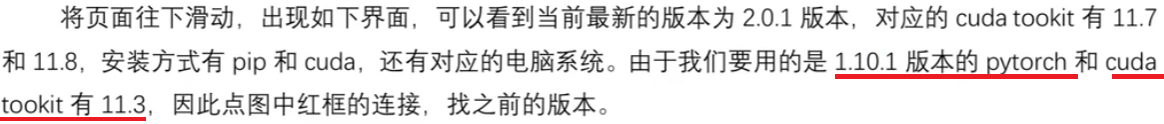 将页面往下滑动，出现如下界面，可以看到当前最新的版本为 2.0.1 版本，对应的 cuda tookit 有 11.7
和 11.8，安装方式有 pip 和 cuda，还有对应的电脑系统。由于我们要用的是 1.10.1 版本的 pytorch 和 cuda
tookit 有 11.3，因此点图中红框的连接，找之前的版本。